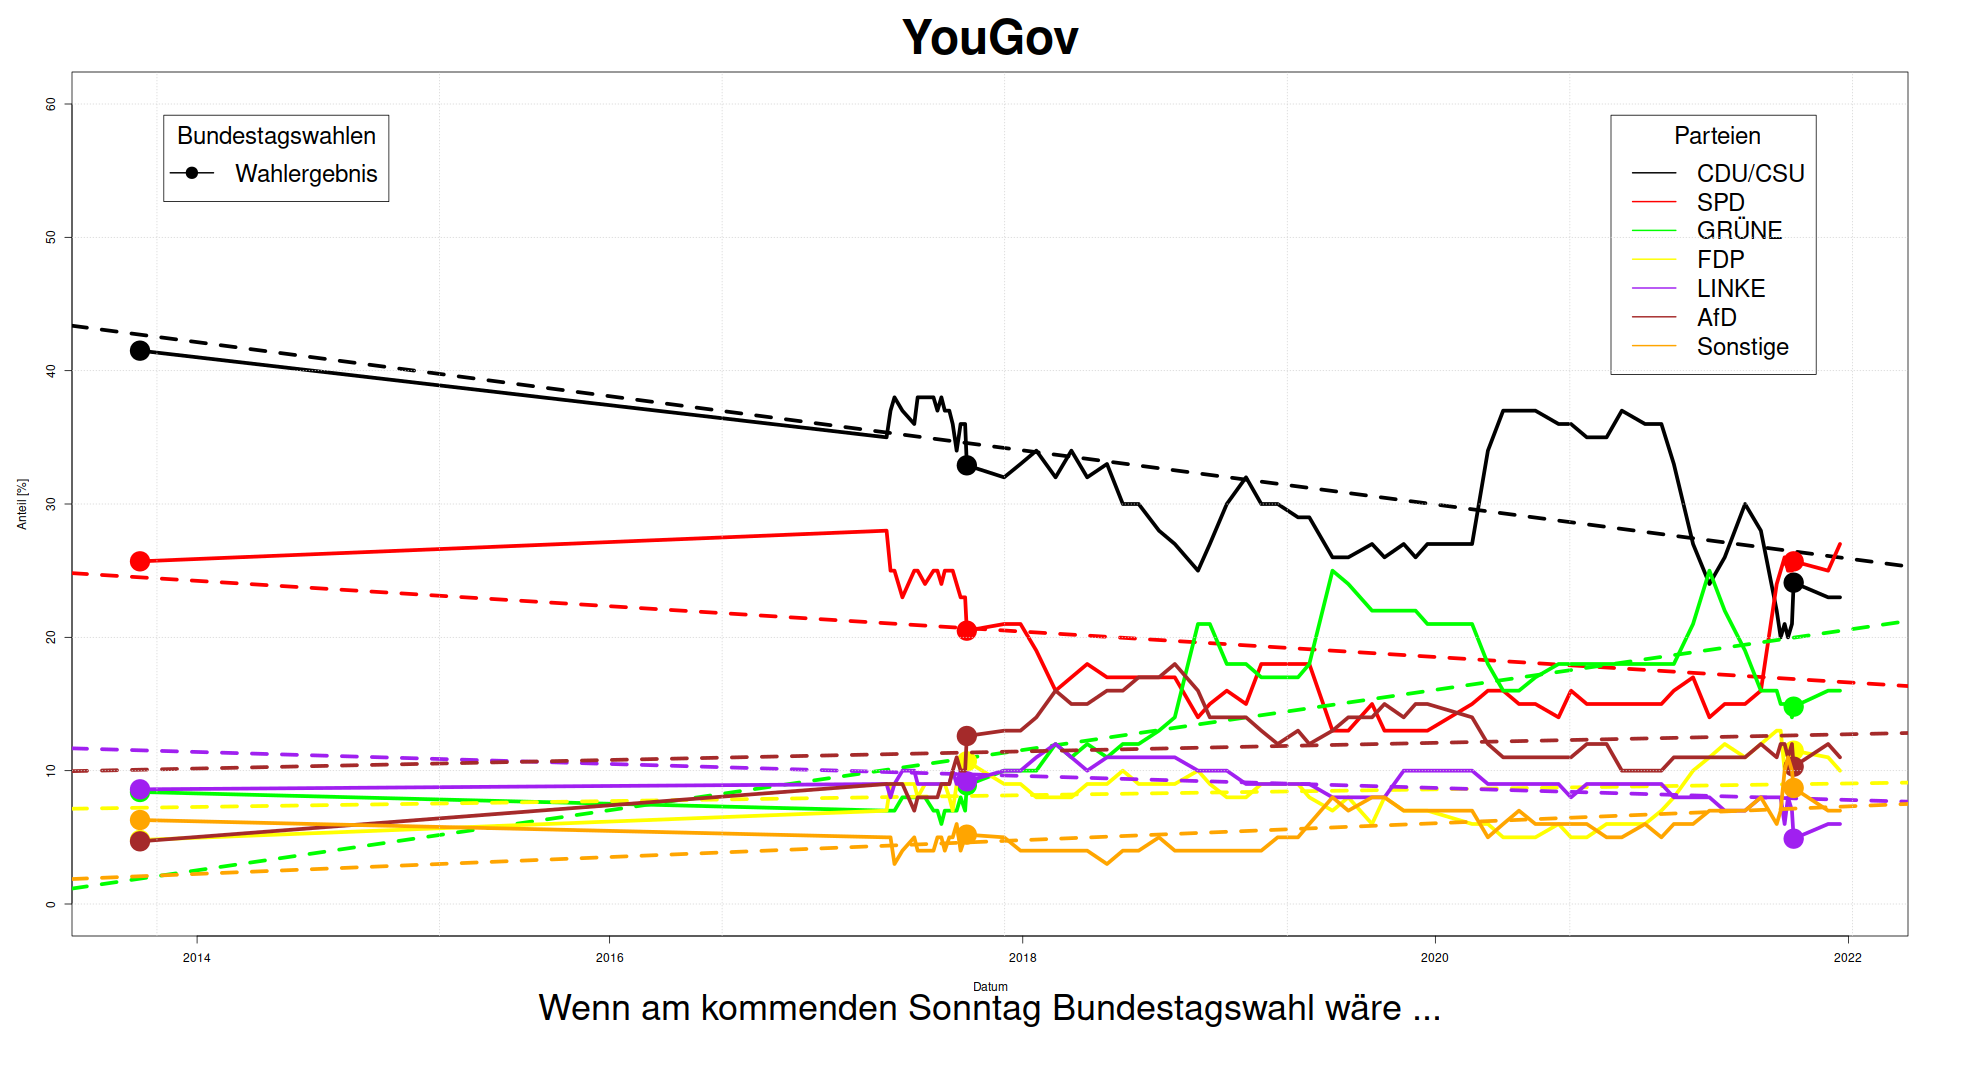 YouGov
Bundestagswahlen
Wahlergebnis
Parteien
CDU/CSU
SPD
GRÜNE
FDP
LINKE
AfD
Sonstige
60
50
40
30
20
10
0
Anteil [%]
2014
2016
2018
2020
2022
Datum
Wenn am kommenden Sonntag Bundestagswahl wäre ...